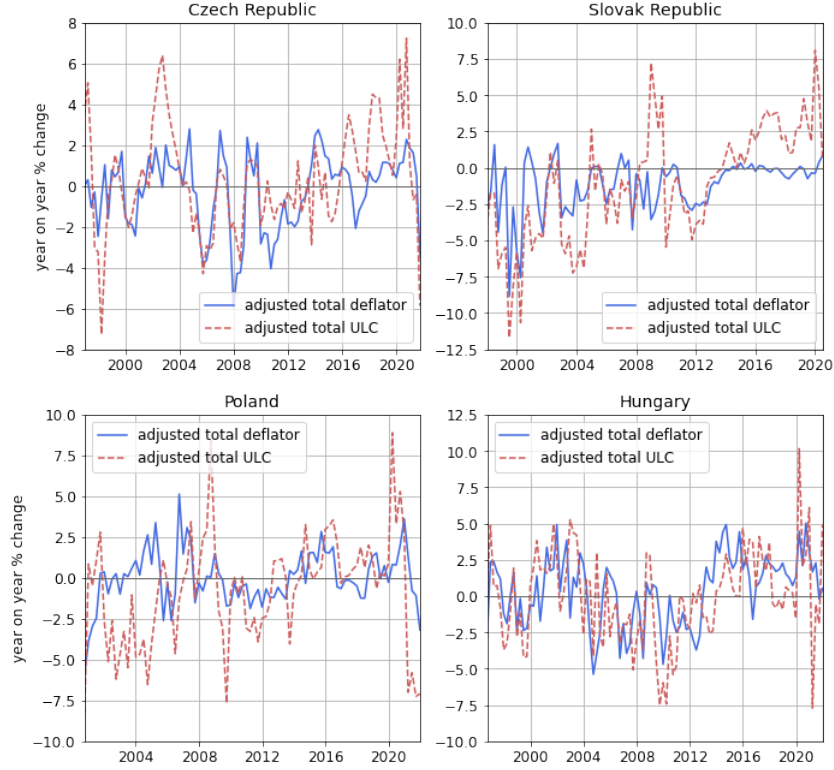 Czech Republic
year on year % change
8
6
4
2
0
−2
−4
−6
−8
adjusted total deflator
adjusted total ULC
2000 2004 2008 2012 2016 2020
Slovak Republic
10.0
7.5
5.0
2.5
0.0
−2.5
−5.0
−7.5
−10.0
−12.5
adjusted total deflator
adjusted total ULC
2000 2004 2008 2012 2016 2020
Poland
year on year % change
10.0
7.5
5.0
2.5
0.0
−2.5
−5.0
−7.5
−10.0
adjusted total deflator
adjusted total ULC
2004 2008 2012 2016 2020
Hungary
12.5
10.0
7.5
5.0
2.5
0.0
−2.5
−5.0
−7.5
−10.0
adjusted total deflator
adjusted total ULC
2000 2004 2008 2012 2016 2020